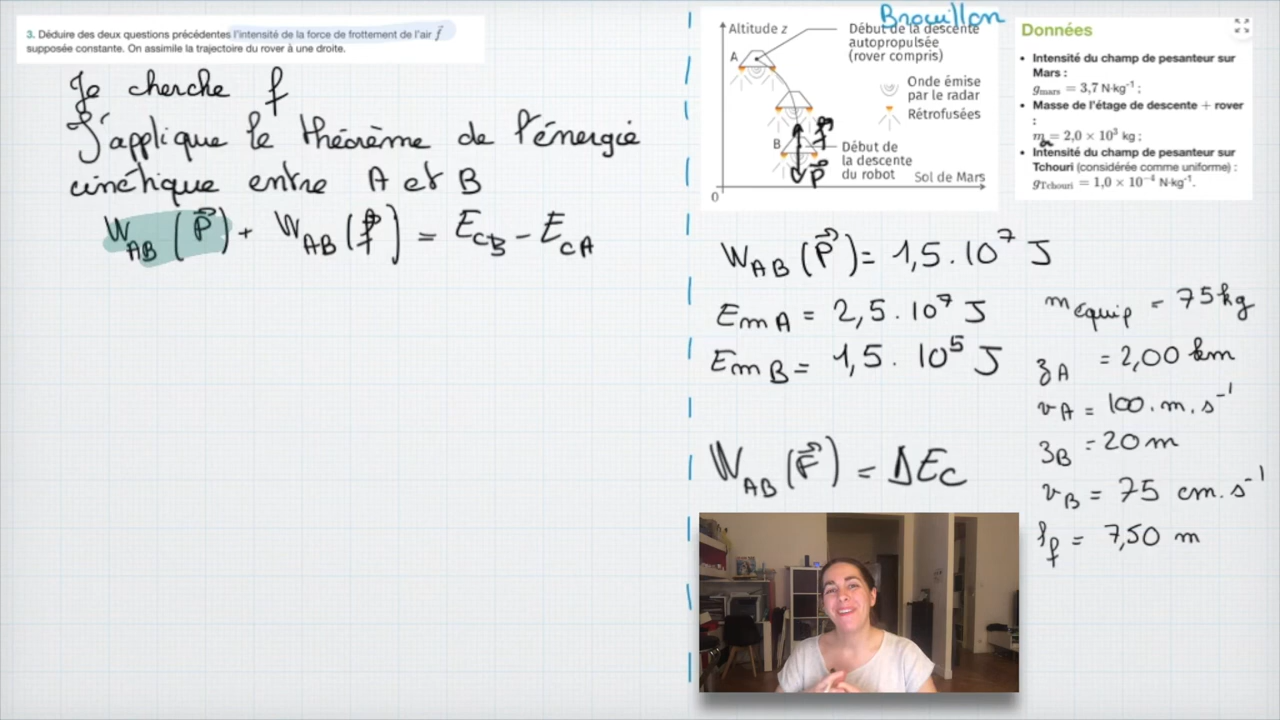 3. Déduire des deux questions précédentes l'intensité de la force de frottement de l'air f⃗
supposée constante. On assimile la trajectoire du rover à une droite.
Je cherche f
J'applique le théorème de l'énergie
cinétique entre A et B
W_AB (P⃗) + W_AB (f⃗) = E_CB - E_CA
Brouillon
Altitude z
Début de la descente
autopropulsée
(rover compris)
A
Onde émise
par le radar
Rétrofusées
f⃗
B
Début de
la descente
du robot
P⃗
Sol de Mars
0
Données
• Intensité du champ de pesanteur sur
Mars :
g_mars = 3,7 N·kg⁻¹ ;
• Masse de l'étage de descente + rover
:
m = 2,0 × 10³ kg ;
• Intensité du champ de pesanteur sur
Tchouri (considérée comme uniforme) :
g_Tchouri = 1,0 × 10⁻⁴ N·kg⁻¹.
W_AB (P⃗) = 1,5 . 10⁷ J
E_mA = 2,5 . 10⁷ J
E_mB = 1,5 . 10⁵ J
W_AB (F⃗) = ΔE_C
m_équip = 75 kg
z_A = 2,00 km
v_A = 100 . m . s⁻¹
z_B = 20 m
v_B = 75 cm . s⁻¹
l_f = 7,50 m